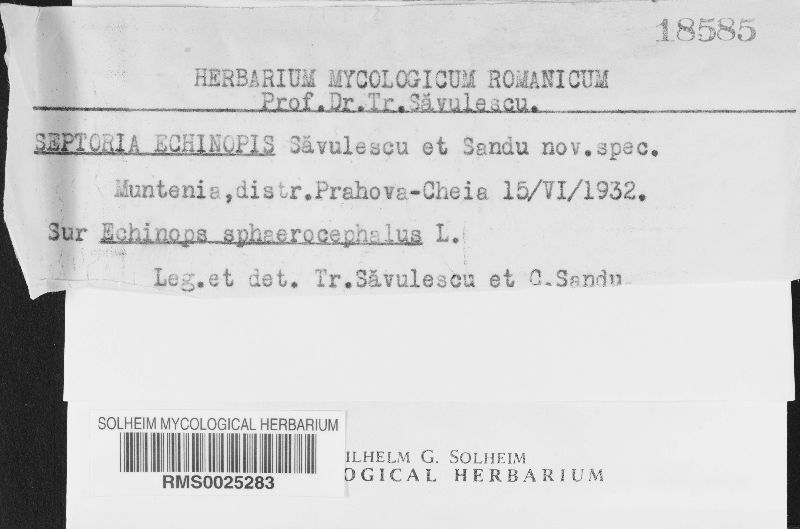 18585
HERBARIUM MYCOLOGICUM ROMANICUM
Prof.Dr.Tr.Săvulescu.
SEPTORIA ECHINOPIS Săvulescu et Sandu nov.spec.
Muntenia,distr.Prahova-Cheia 15/VI/1932.
Sur Echinops sphaerocephalus L.
Leg.et det. Tr.Săvulescu et C.Sandu
SOLHEIM MYCOLOGICAL HERBARIUM
RMS0025283
ILHELM G. SOLHEIM
OGICAL HERBARIUM